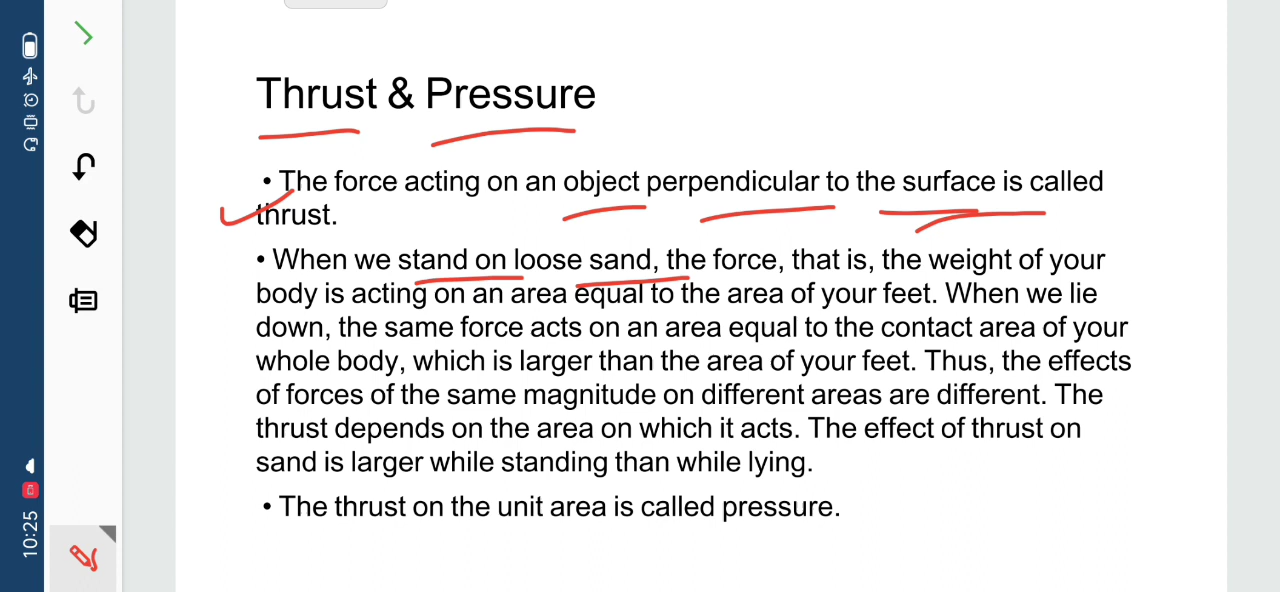 Thrust & Pressure
• The force acting on an object perpendicular to the surface is called
thrust.
• When we stand on loose sand, the force, that is, the weight of your
body is acting on an area equal to the area of your feet. When we lie
down, the same force acts on an area equal to the contact area of your
whole body, which is larger than the area of your feet. Thus, the effects
of forces of the same magnitude on different areas are different. The
thrust depends on the area on which it acts. The effect of thrust on
sand is larger while standing than while lying.
• The thrust on the unit area is called pressure.
10:25